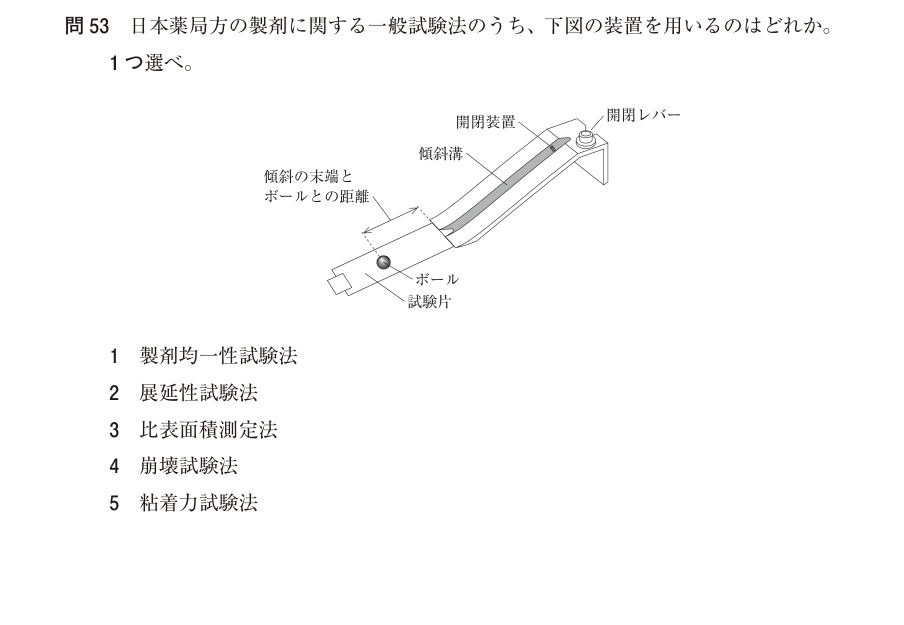 問 53 日本薬局方の製剤に関する一般試験法のうち、下図の装置を用いるのはどれか。
1 つ選べ。
開閉レバー
開閉装置
傾斜溝
傾斜の末端と
ボールとの距離
ボール
試験片
1 製剤均一性試験法
2 展延性試験法
3 比表面積測定法
4 崩壊試験法
5 粘着力試験法